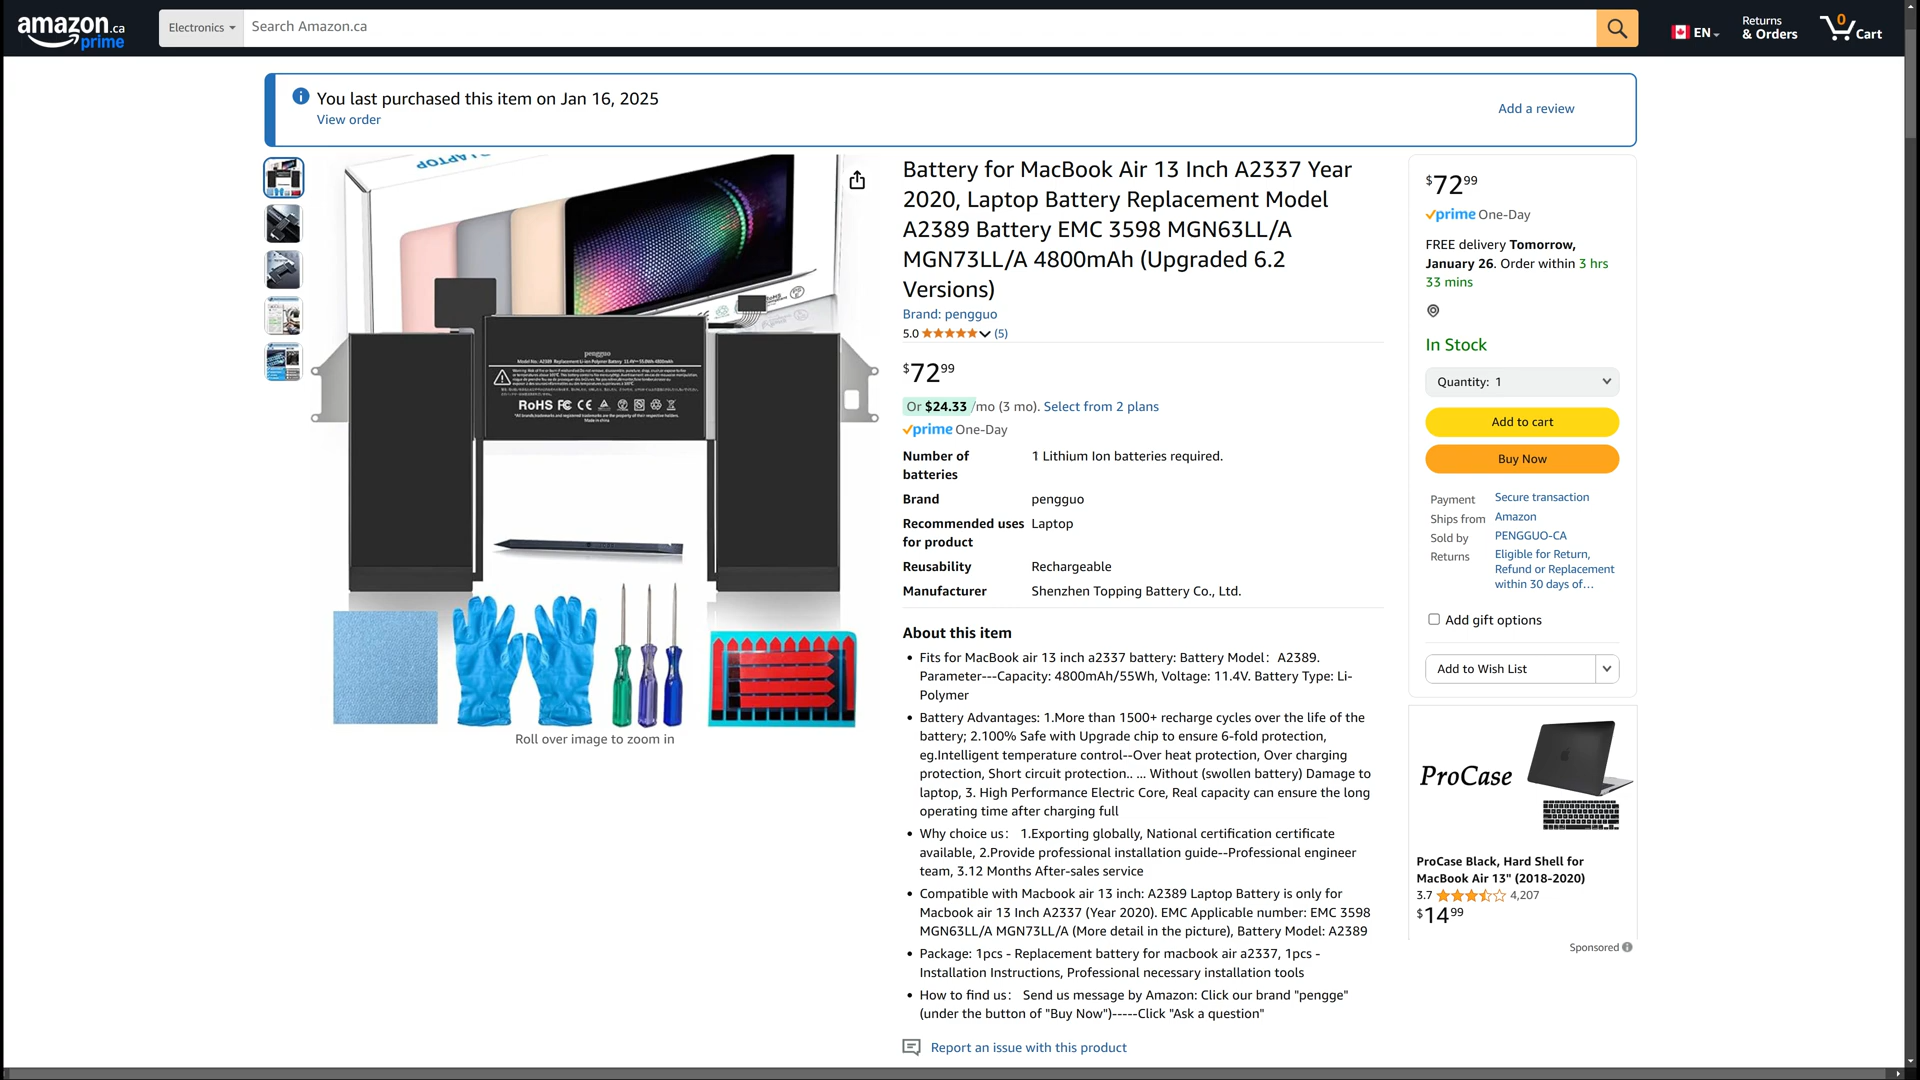 amazon.ca
prime
Electronics
Search Amazon.ca
EN
Returns
& Orders
0
Cart
You last purchased this item on Jan 16, 2025
View order
Add a review
Battery for MacBook Air 13 Inch A2337 Year
2020, Laptop Battery Replacement Model
A2389 Battery EMC 3598 MGN63LL/A
MGN73LL/A 4800mAh (Upgraded 6.2
Versions)
Brand: pengguo
5.0 (5)
$72 99
Or $24.33 /mo (3 mo). Select from 2 plans
prime One-Day
Number of batteries 1 Lithium Ion batteries required.
Brand pengguo
Recommended uses for product Laptop
Reusability Rechargeable
Manufacturer Shenzhen Topping Battery Co., Ltd.
About this item
Fits for MacBook air 13 inch a2337 battery: Battery Model：A2389.
Parameter---Capacity: 4800mAh/55Wh, Voltage: 11.4V. Battery Type: Li-
Polymer
Battery Advantages: 1.More than 1500+ recharge cycles over the life of the
battery; 2.100% Safe with Upgrade chip to ensure 6-fold protection,
eg.Intelligent temperature control--Over heat protection, Over charging
protection, Short circuit protection.. ... Without (swollen battery) Damage to
laptop, 3. High Performance Electric Core, Real capacity can ensure the long
operating time after charging full
Why choice us： 1.Exporting globally, National certification certificate
available, 2.Provide professional installation guide--Professional engineer
team, 3.12 Months After-sales service
Compatible with Macbook air 13 inch: A2389 Laptop Battery is only for
Macbook air 13 Inch A2337 (Year 2020). EMC Applicable number: EMC 3598
MGN63LL/A MGN73LL/A (More detail in the picture), Battery Model: A2389
Package: 1pcs - Replacement battery for macbook air a2337, 1pcs -
Installation Instructions, Professional necessary installation tools
How to find us： Send us message by Amazon: Click our brand "pengge"
(under the button of "Buy Now")-----Click "Ask a question"
Report an issue with this product
LAPTOP
pengguo
Model No.: A2389 Replacement Li-ion Polymer Battery 11.4V 55.0Wh 4800mAh
RoHS FC CE
Made in china
Roll over image to zoom in
$72 99
prime One-Day
FREE delivery Tomorrow,
January 26. Order within 3 hrs
33 mins
In Stock
Quantity: 1
Add to cart
Buy Now
Payment Secure transaction
Ships from Amazon
Sold by PENGGUO-CA
Returns Eligible for Return,
Refund or Replacement
within 30 days of…
Add gift options
Add to Wish List
ProCase
ProCase Black, Hard Shell for
MacBook Air 13" (2018-2020)
3.7 4,207
$14 99
Sponsored